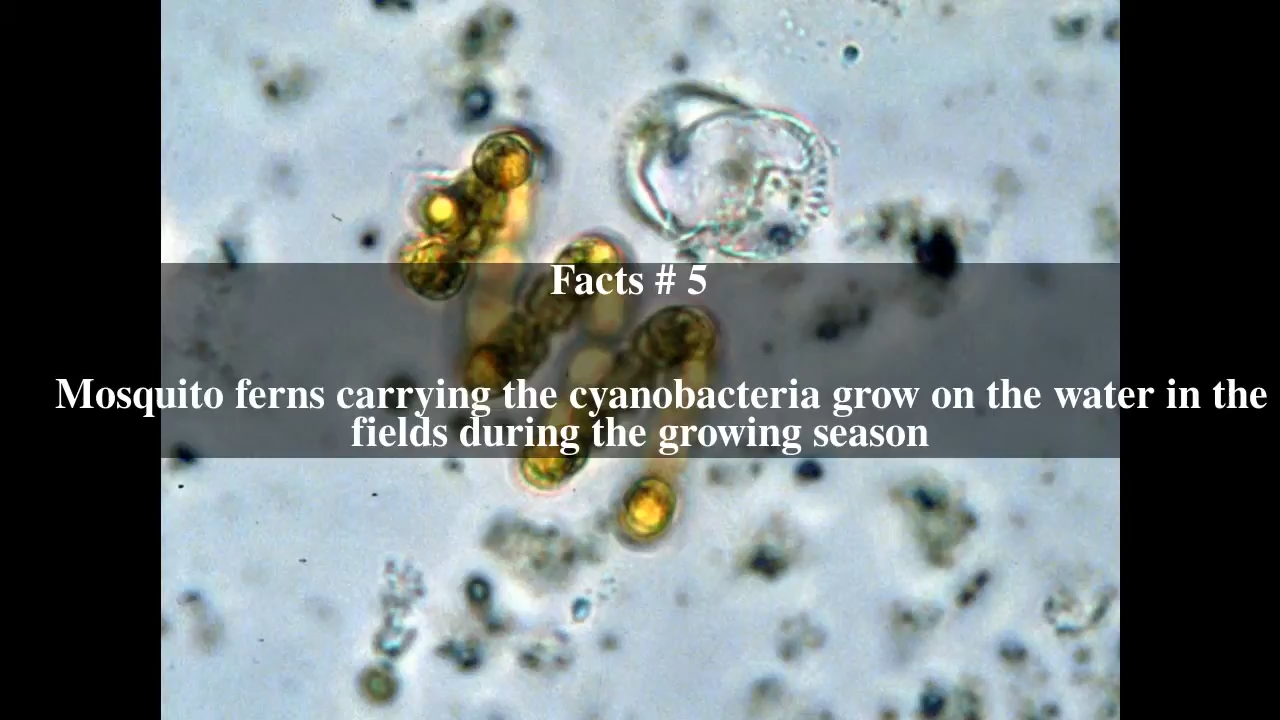 Facts # 5
Mosquito ferns carrying the cyanobacteria grow on the water in the
fields during the growing season